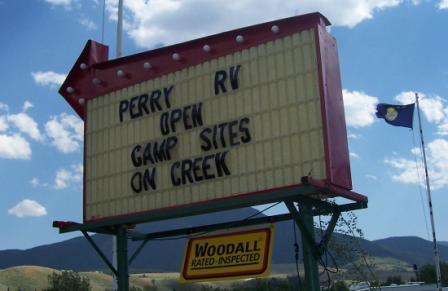 PERRY RV
OPEN
CAMP SITES
ON CREEK
WOODALL
RATED-INSPECTED